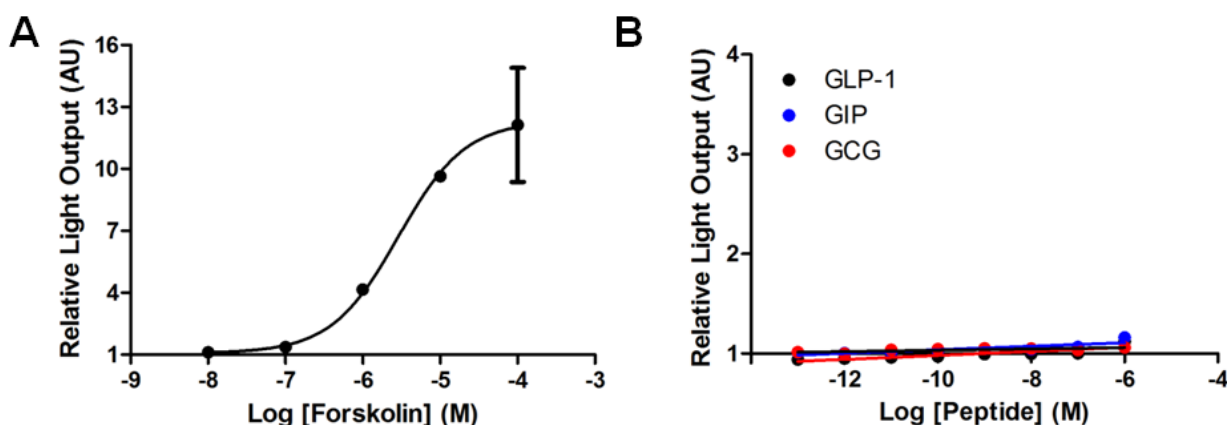 A
Relative Light Output (AU)
16
13
10
7
4
1
-9
-8
-7
-6
-5
-4
-3
Log [Forskolin] (M)
B
Relative Light Output (AU)
4
3
2
1
GLP-1
GIP
GCG
-12
-10
-8
-6
-4
Log [Peptide] (M)